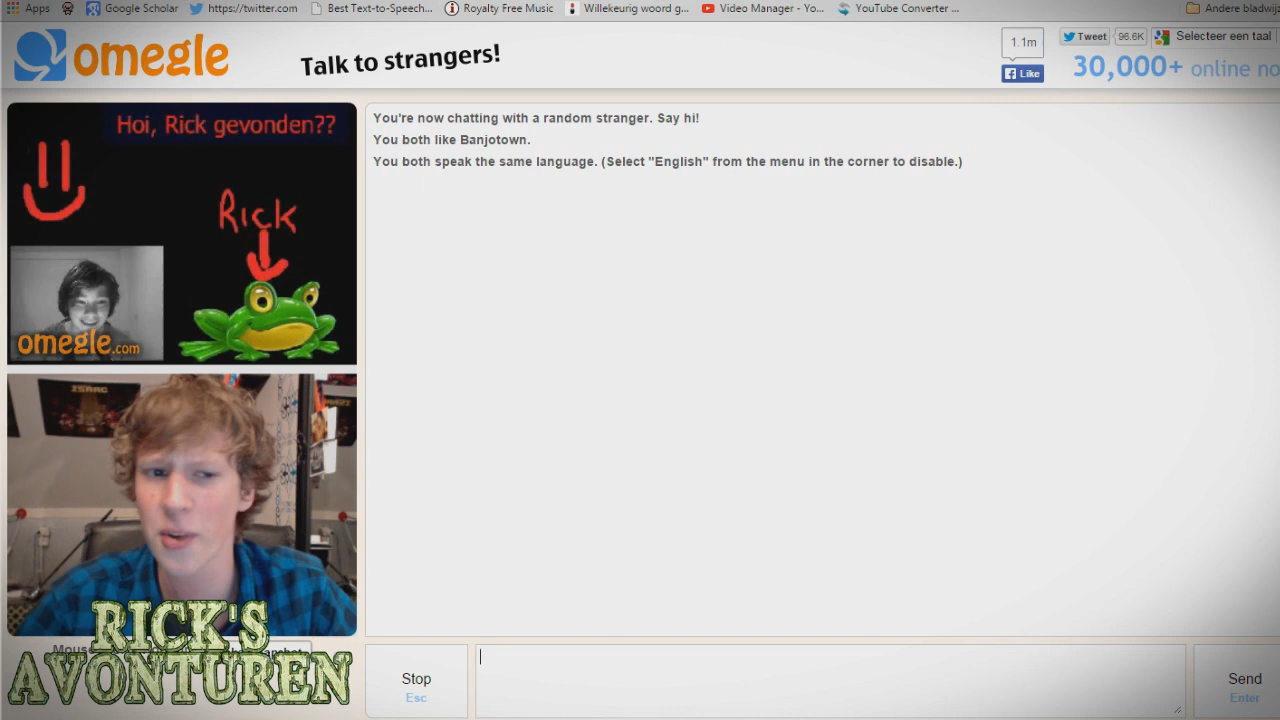 Apps Google Scholar https://twitter.com Best Text-to-Speech... Royalty Free Music Willekeurig woord g... Video Manager - Yo... YouTube Converter ... Andere bladwij
omegle Talk to strangers!
1.1m Tweet 96.6K Selecteer een taal
Like 30,000+ online no
Hoi, Rick gevonden??
Rick
omegle.com
You're now chatting with a random stranger. Say hi!
You both like Banjotown.
You both speak the same language. (Select "English" from the menu in the corner to disable.)
ISAAC
RICK'S
AVONTUREN
Stop
Esc
Send
Enter